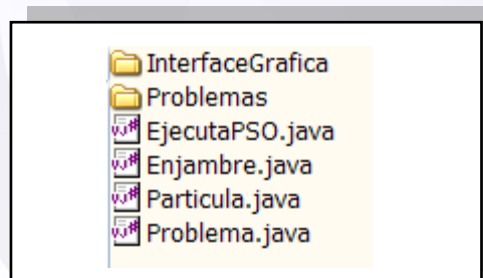 InterfaceGrafica
Problemas
EjecutaPSO.java
Enjambre.java
Particula.java
Problema.java